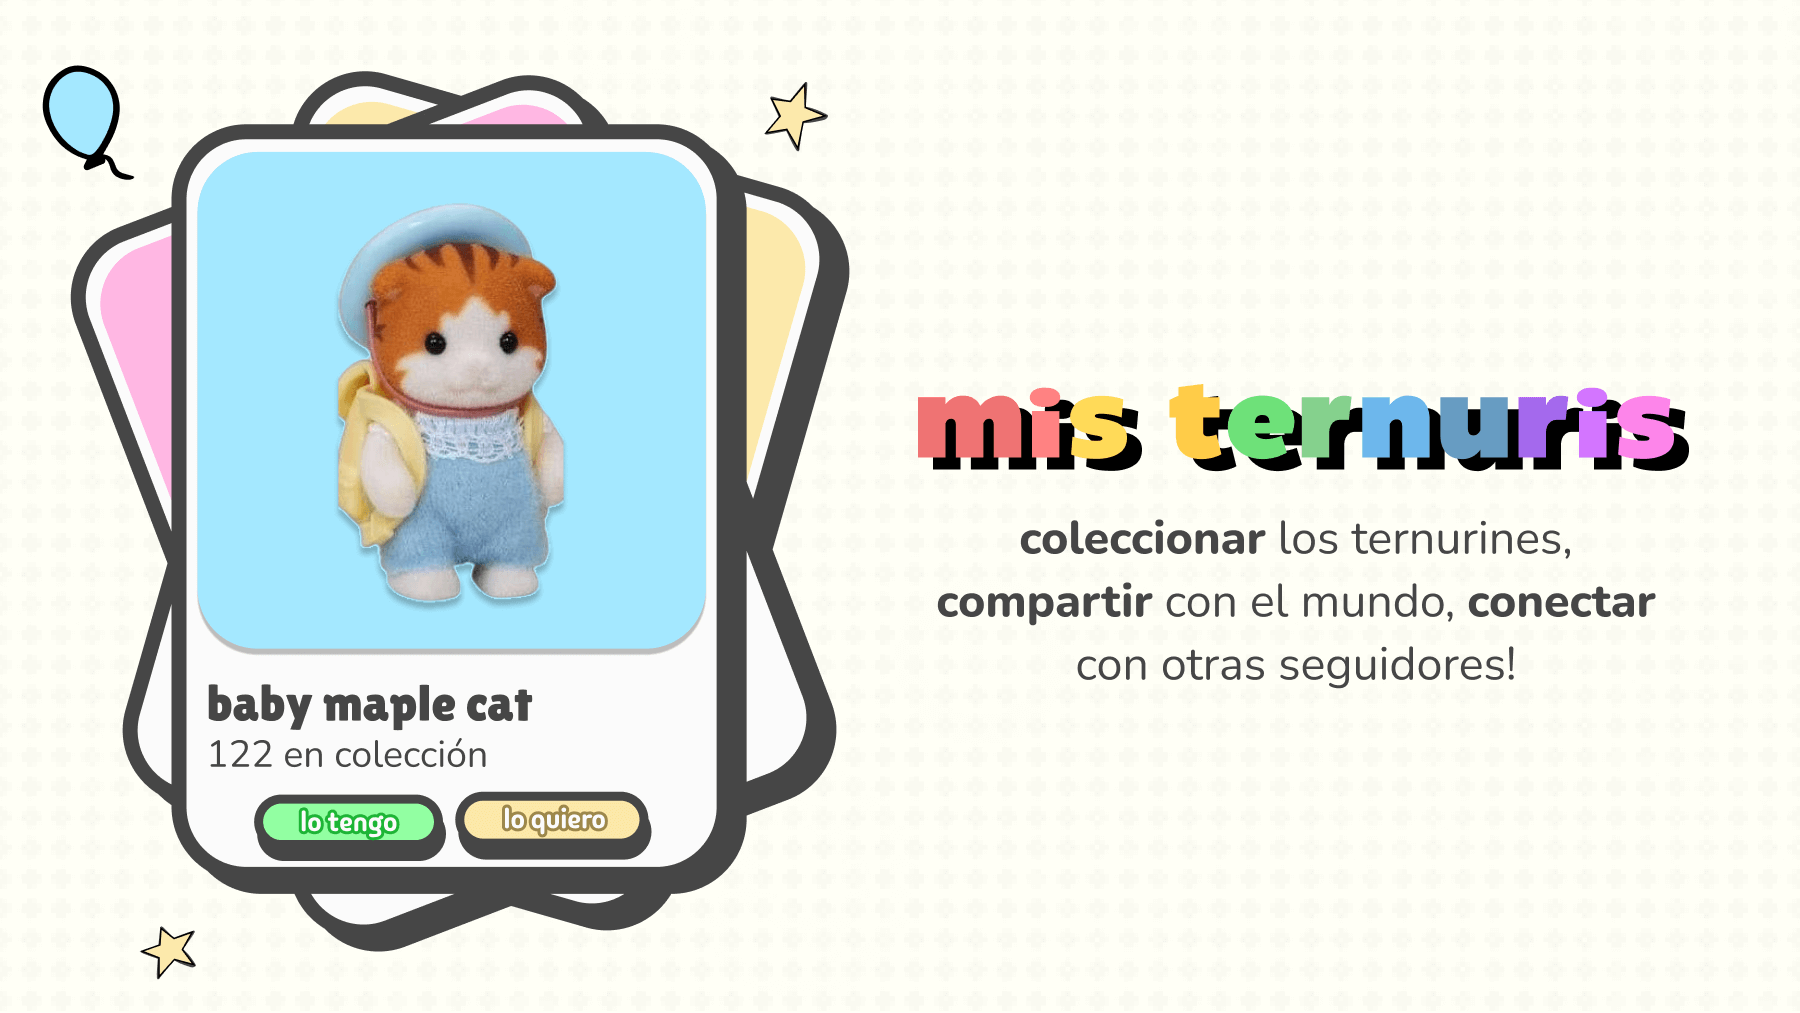 baby maple cat
122 en colección
lo tengo
lo quiero
mis ternuris
coleccionar los ternurines,
compartir con el mundo, conectar
con otras seguidores!